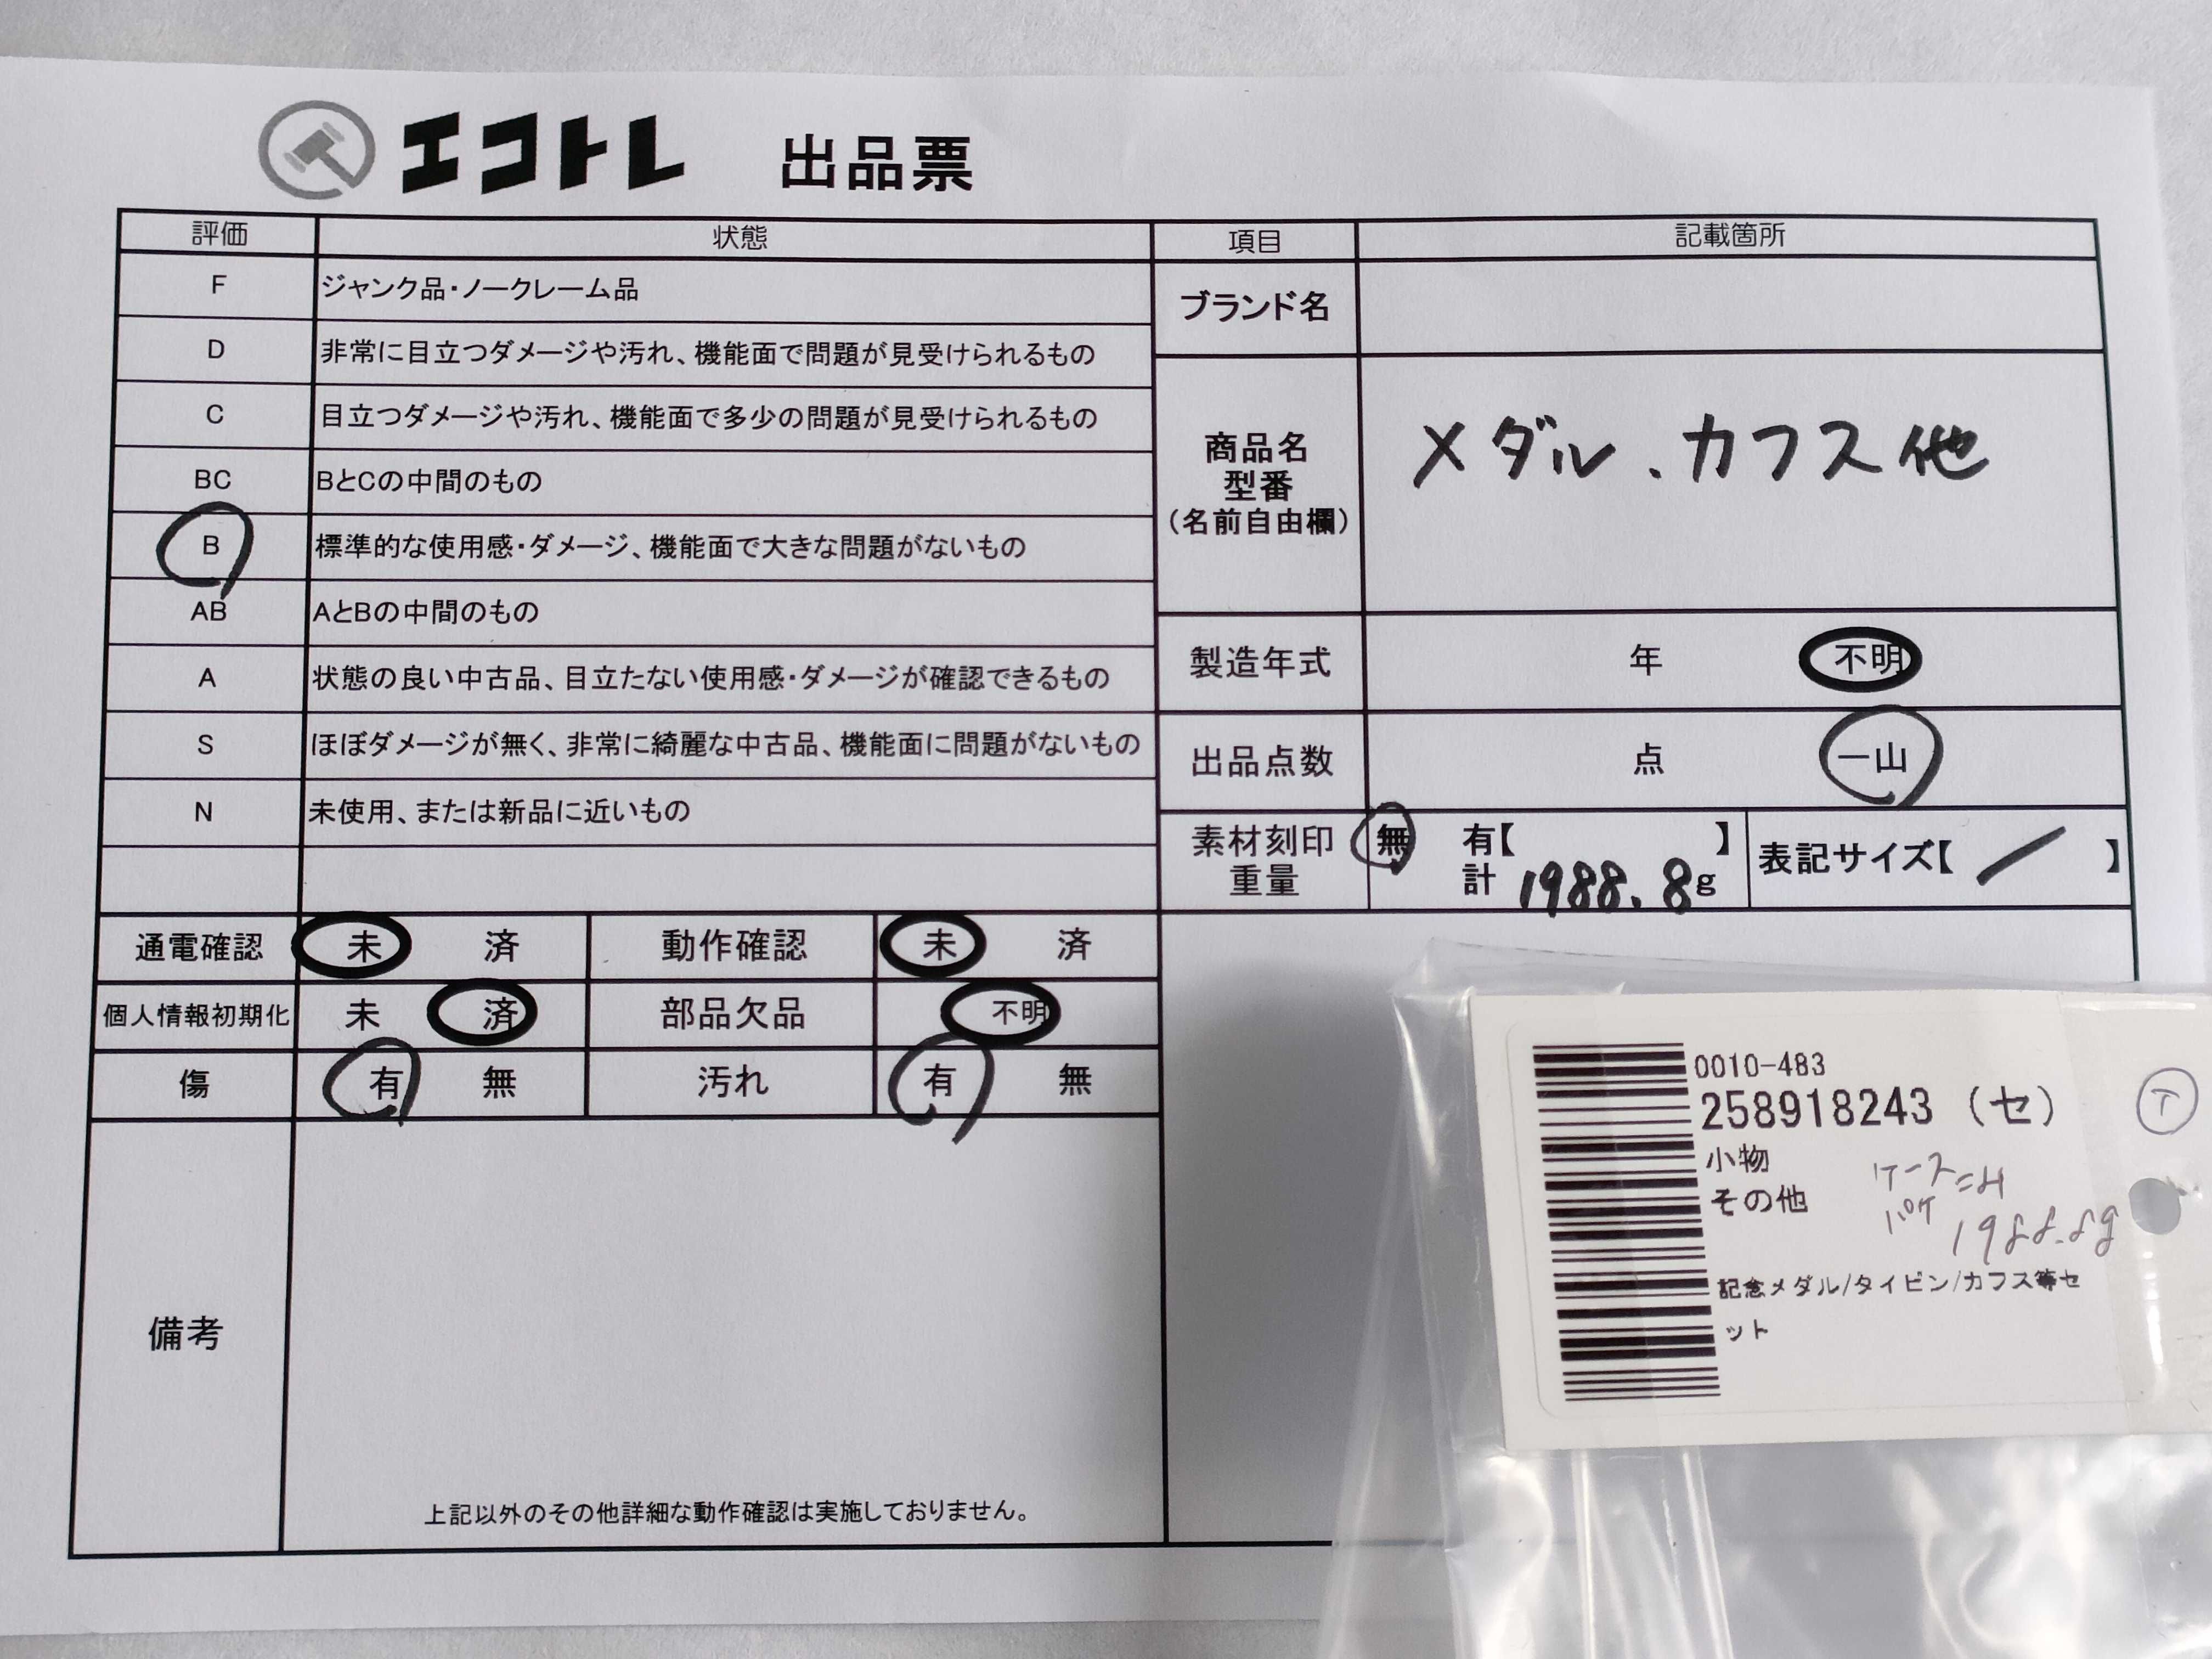 エコトレ 出品票
評価 状態 項目 記載箇所
F ジャンク品・ノークレーム品
D 非常に目立つダメージや汚れ、機能面で問題が見受けられるもの
C 目立つダメージや汚れ、機能面で多少の問題が見受けられるもの
BC BとCの中間のもの
B 標準的な使用感・ダメージ、機能面で大きな問題がないもの
AB AとBの中間のもの
A 状態の良い中古品、目立たない使用感・ダメージが確認できるもの
S ほぼダメージが無く、非常に綺麗な中古品、機能面に問題がないもの
N 未使用、または新品に近いもの
ブランド名
商品名
型番
(名前自由欄)
メダル、カフス他
製造年式 年 不明
出品点数 点 一山
素材刻印 無 有【 】
重量 計 1988.8g
表記サイズ【／】
通電確認 未 済 動作確認 未 済
個人情報初期化 未 済 部品欠品 不明
傷 有 無 汚れ 有 無
備考
上記以外のその他詳細な動作確認は実施しておりません。
0010-483
258918243（セ）
小物
その他
ケース
パケ
1988.8g
記念メダル/タイピン/カフス等セ
ット
T